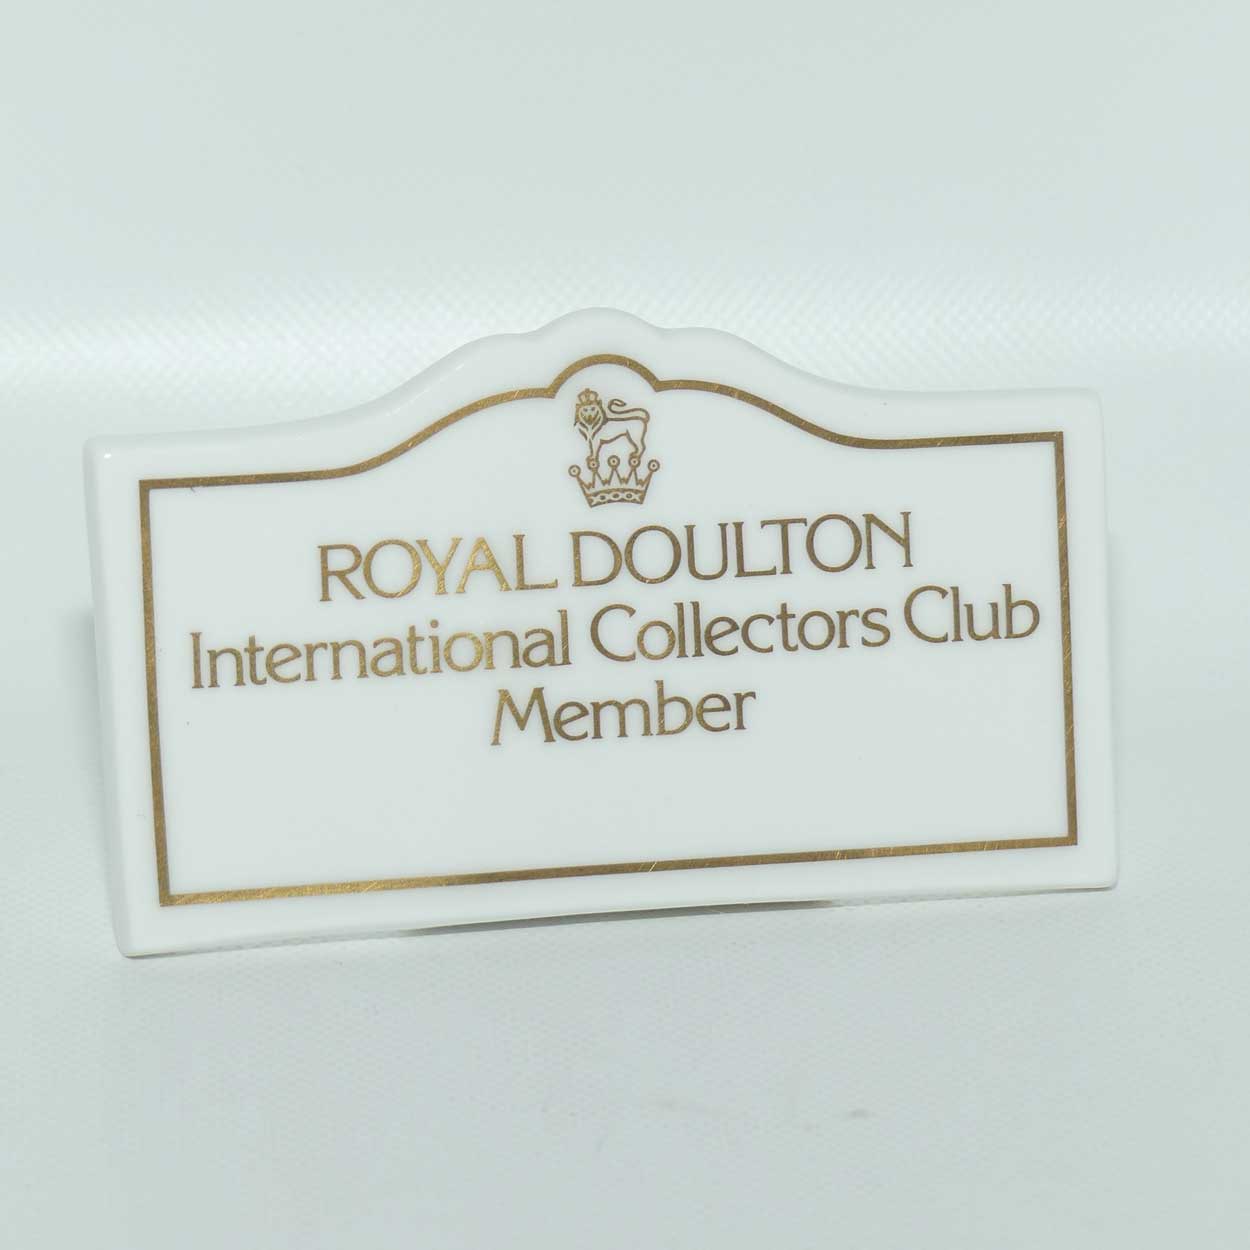 ROYAL DOULTON
International Collectors Club
Member